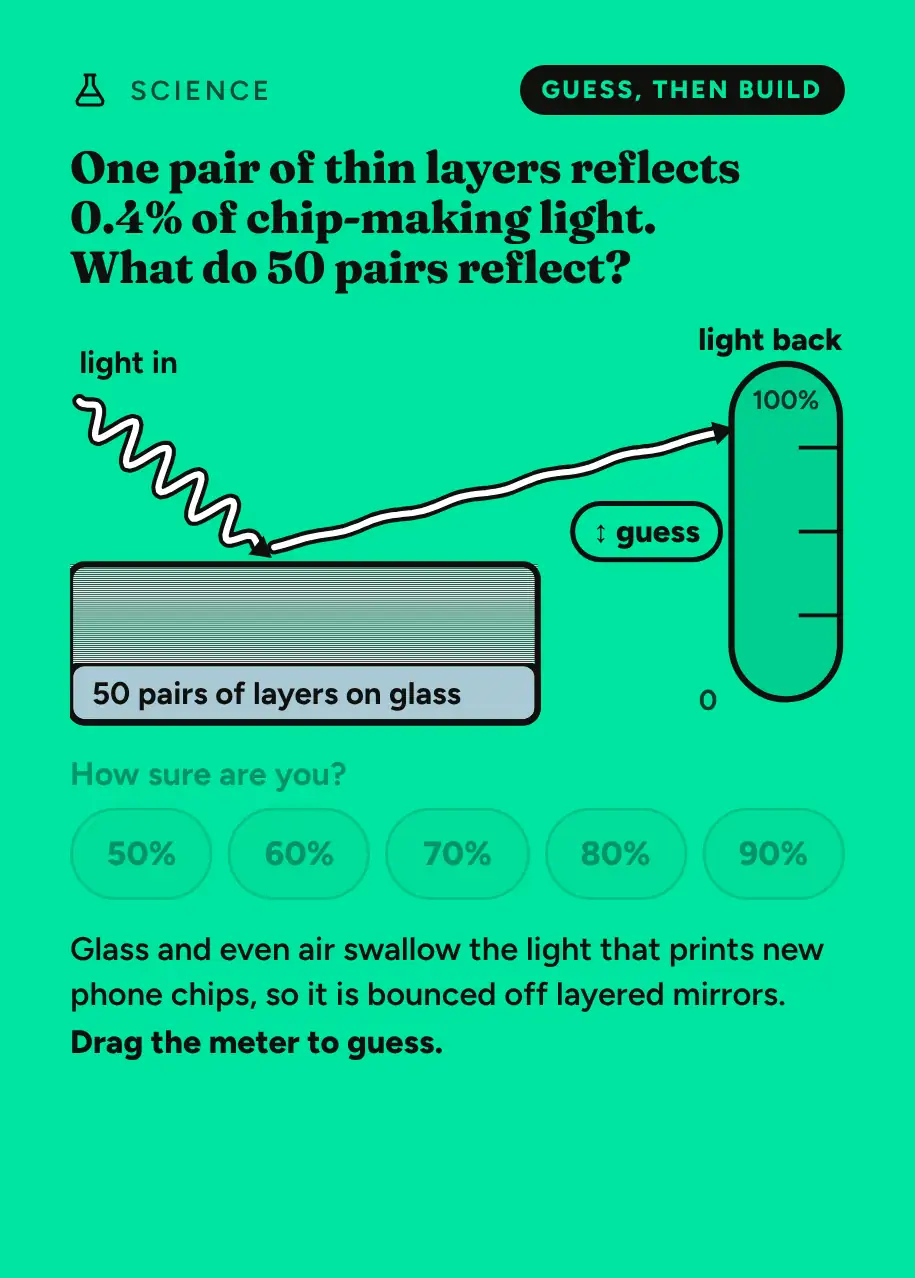 SCIENCE
GUESS, THEN BUILD
One pair of thin layers reflects
0.4% of chip-making light.
What do 50 pairs reflect?
light back
light in
100%
↕ guess
50 pairs of layers on glass
0
How sure are you?
50%
60%
70%
80%
90%
Glass and even air swallow the light that prints new
phone chips, so it is bounced off layered mirrors.
Drag the meter to guess.